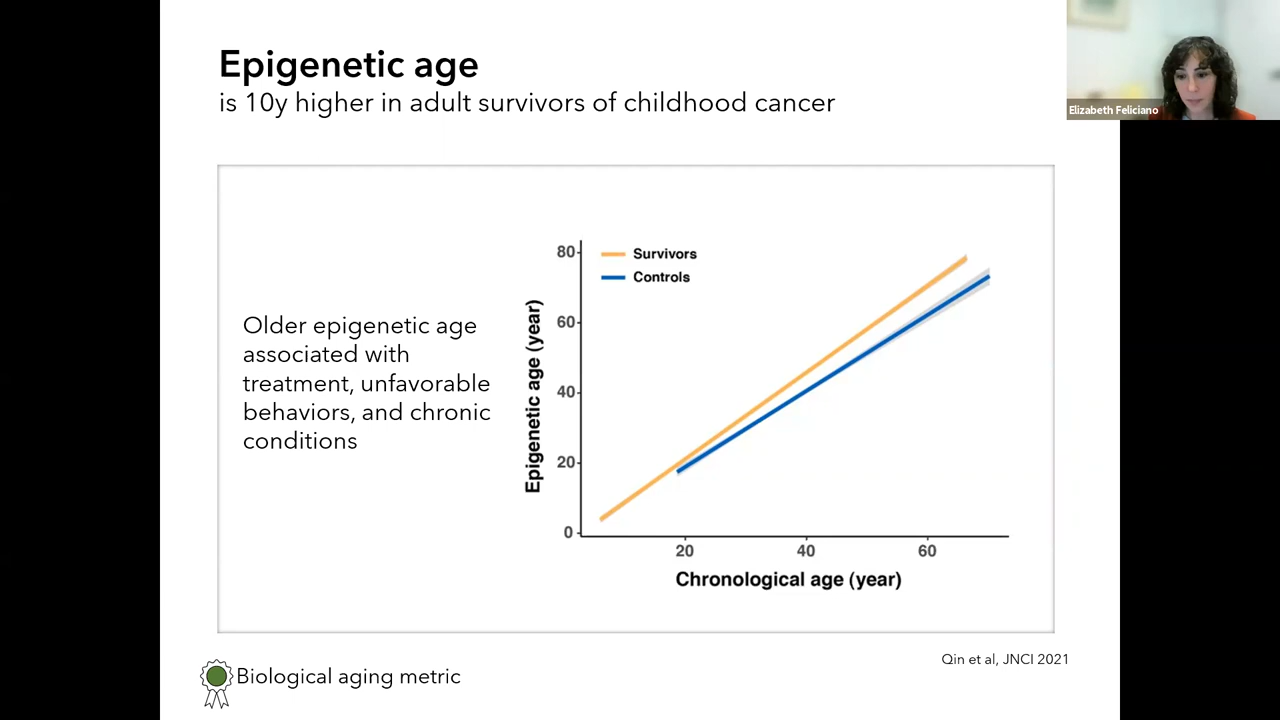 Epigenetic age
is 10y higher in adult survivors of childhood cancer
Elizabeth Feliciano
Older epigenetic age
associated with
treatment, unfavorable
behaviors, and chronic
conditions
Survivors
Controls
Epigenetic age (year)
80
60
40
20
0
20 40 60
Chronological age (year)
Qin et al, JNCI 2021
Biological aging metric